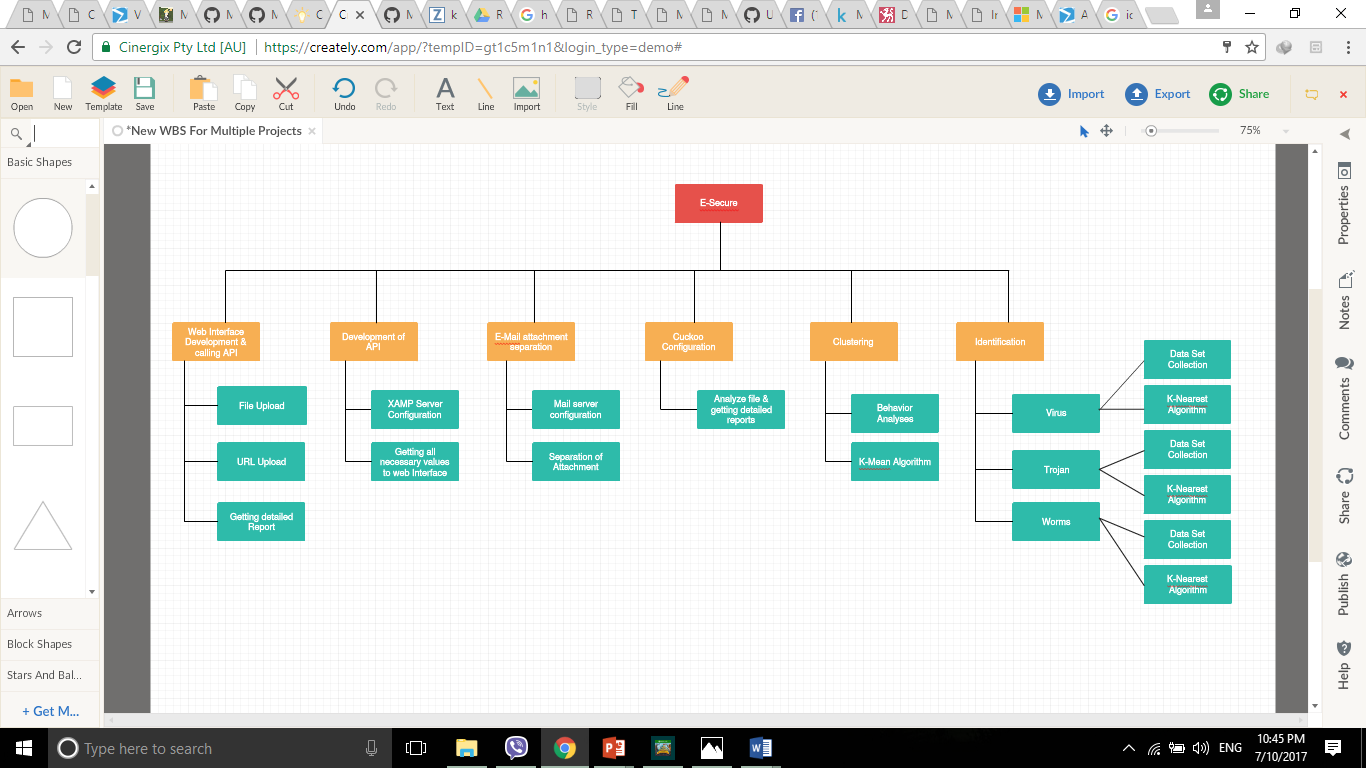 M
C
V
M
M
M
C
C
M
M
k
R
h
R
T
M
M
U
(
k
D
M
Ir
M
A
ic
Cinergix Pty Ltd [AU] https://creately.com/app/?tempID=gt1c5m1n1&login_type=demo#
Open New Template Save Paste Copy Cut Undo Redo Text Line Import Style Fill Line Import Export Share
*New WBS For Multiple Projects
75%
Basic Shapes
Arrows
Block Shapes
Stars And Bal...
+ Get M...
E-Secure
Web Interface
Development &
calling API
File Upload
URL Upload
Getting detailed
Report
Development of
API
XAMP Server
Configuration
Getting all
necessary values
to web Interface
E-Mail attachment
separation
Mail server
configuration
Separation of
Attachment
Cuckoo
Configuration
Analyze file &
getting detailed
reports
Clustering
Behavior
Analyses
K-Mean Algorithm
Identification
Virus
Data Set
Collection
K-Nearest
Algorithm
Trojan
Data Set
Collection
K-Nearest
Algorithm
Worms
Data Set
Collection
K-Nearest
Algorithm
Properties
Notes
Comments
Share
Publish
Help
Type here to search
ENG
10:45 PM
7/10/2017